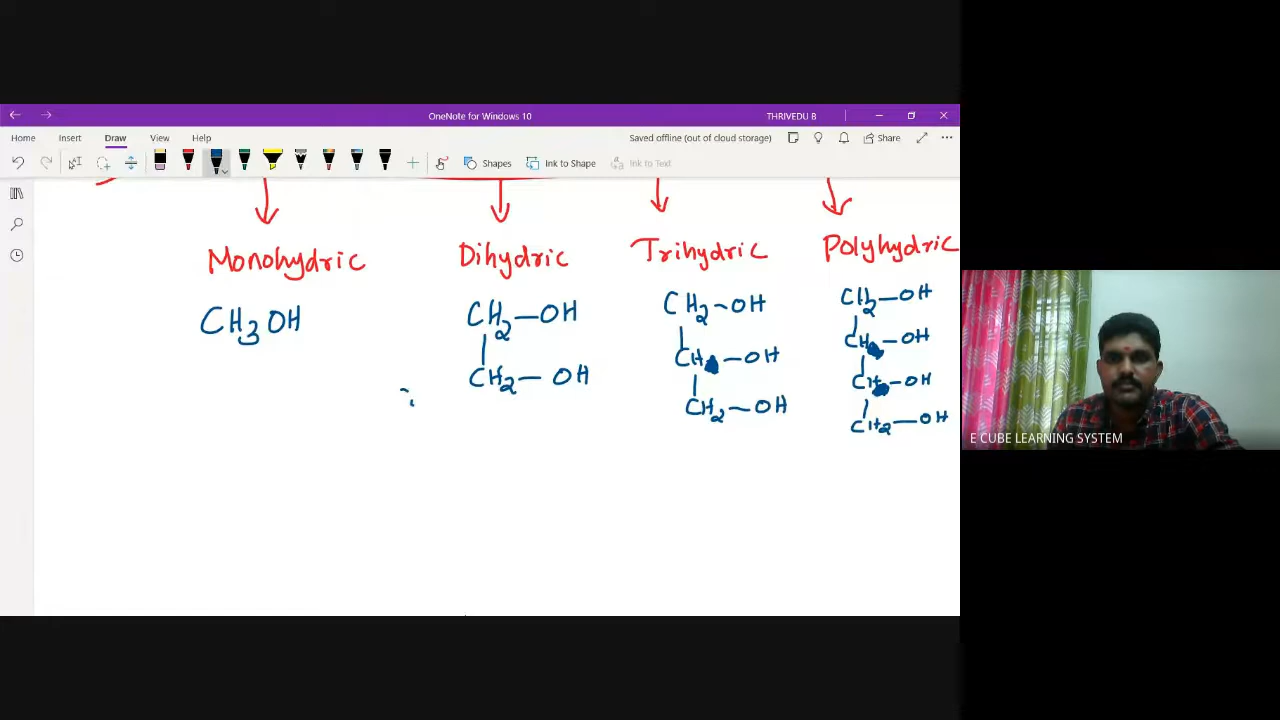 OneNote for Windows 10
THRIVEDU B
Home Insert Draw View Help
Saved offline (out of cloud storage)
Share
Shapes
Ink to Shape
Ink to Text
Monohydric
Dihydric
Trihydric
Polyhydric
CH3OH
CH2—OH
CH2—OH
CH2—OH
CH—OH
CH2—OH
CH2—OH
CH—OH
CH—OH
CH2—OH
E CUBE LEARNING SYSTEM